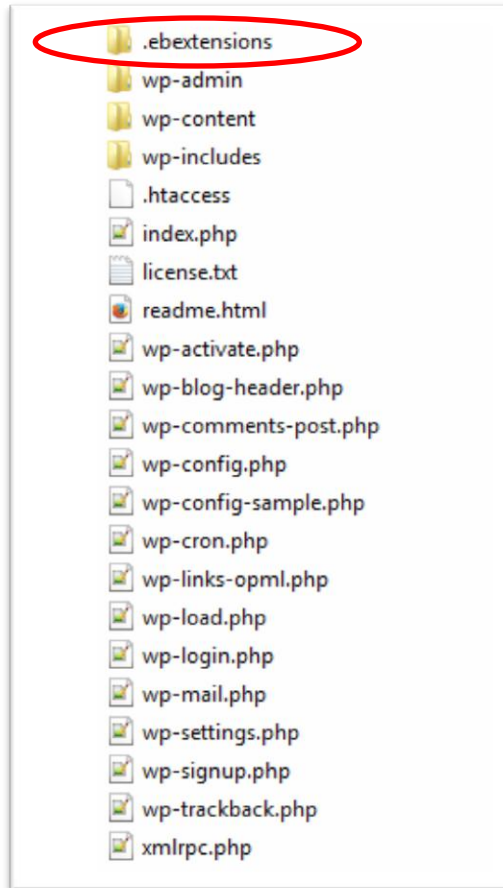 .ebextensions
wp-admin
wp-content
wp-includes
.htaccess
index.php
license.txt
readme.html
wp-activate.php
wp-blog-header.php
wp-comments-post.php
wp-config.php
wp-config-sample.php
wp-cron.php
wp-links-opml.php
wp-load.php
wp-login.php
wp-mail.php
wp-settings.php
wp-signup.php
wp-trackback.php
xmlrpc.php